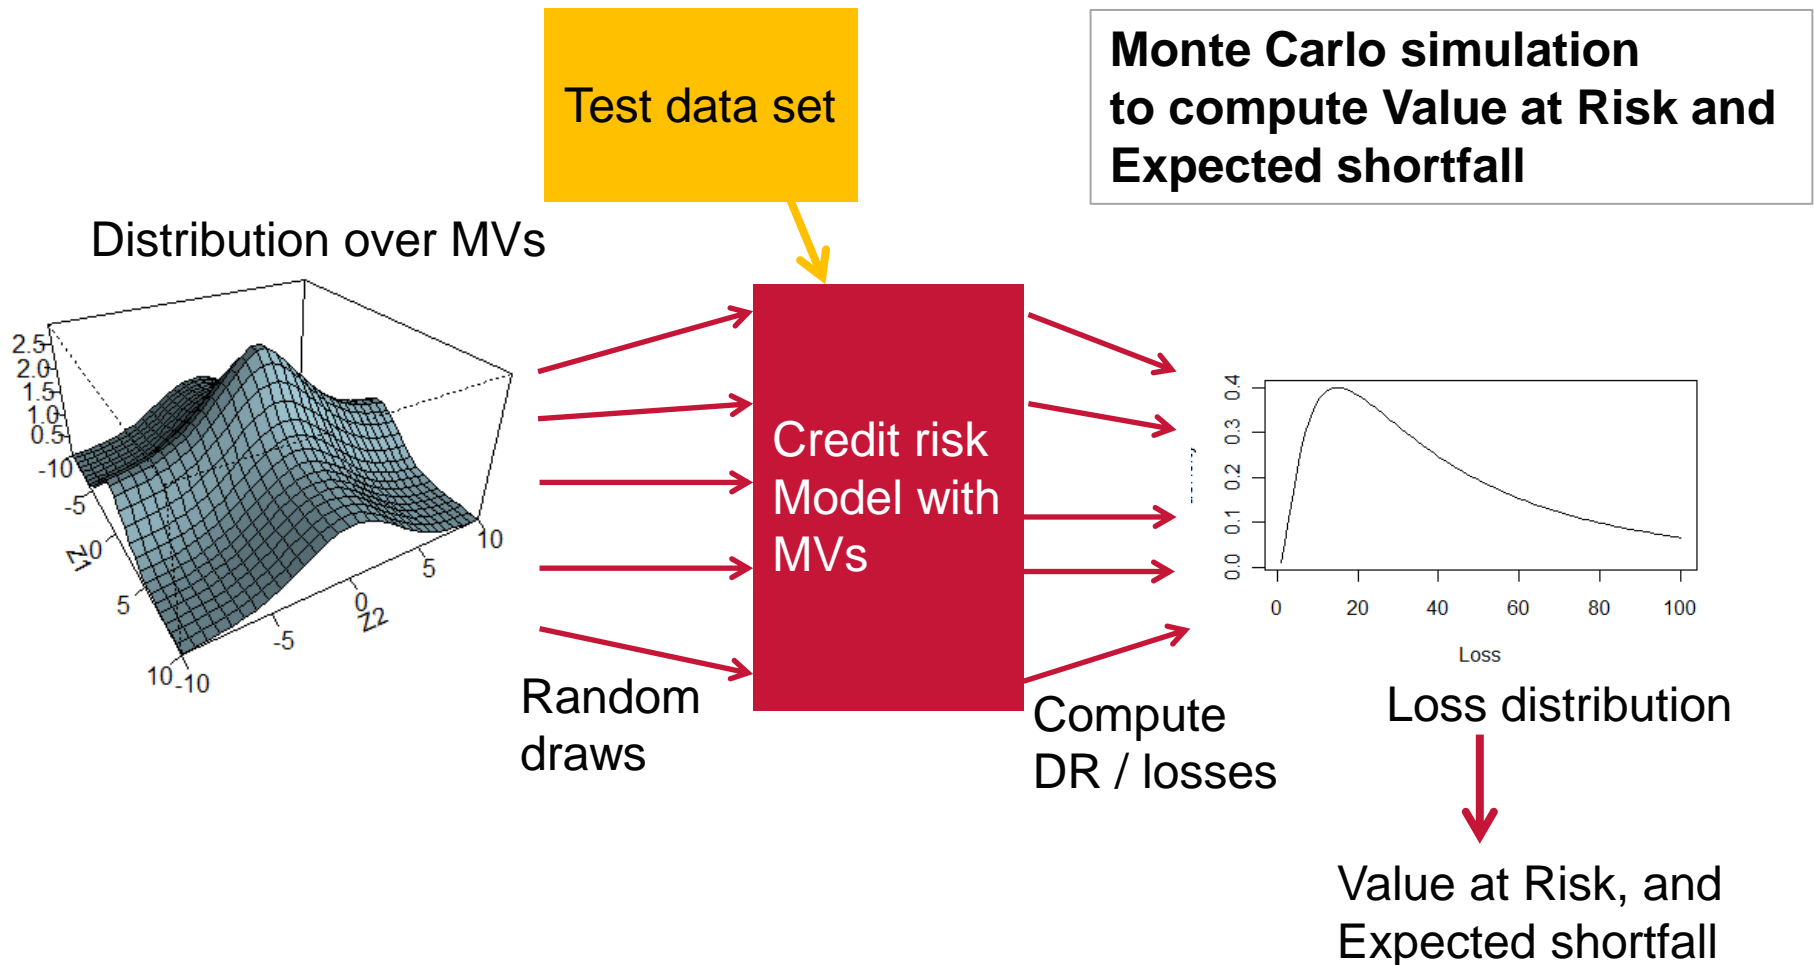 Test data set
Monte Carlo simulation
to compute Value at Risk and
Expected shortfall
Distribution over MVs
2.5
2.0
1.5
1.0
0.5
-10
-5
0
5
10
Z1
-10
-5
0
5
10
Z2
Random
draws
Credit risk
Model with
MVs
Compute
DR / losses
0.4
0.3
0.2
0.1
0.0
0 20 40 60 80 100
Loss
Loss distribution
Value at Risk, and
Expected shortfall